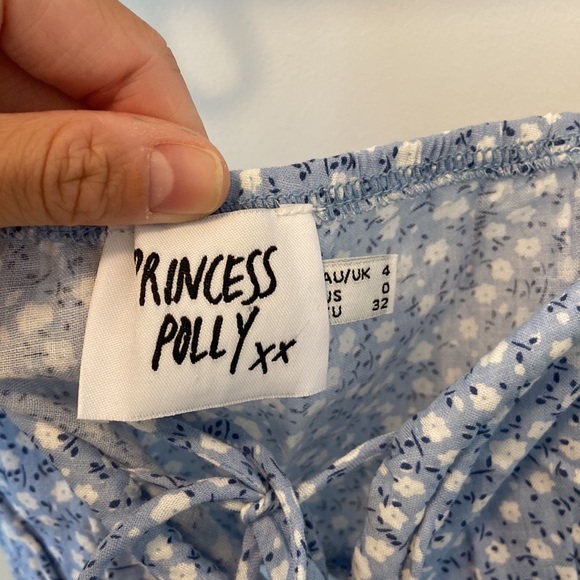 PRINCESS
POLLY xx
AU/UK 4
US 0
EU 32